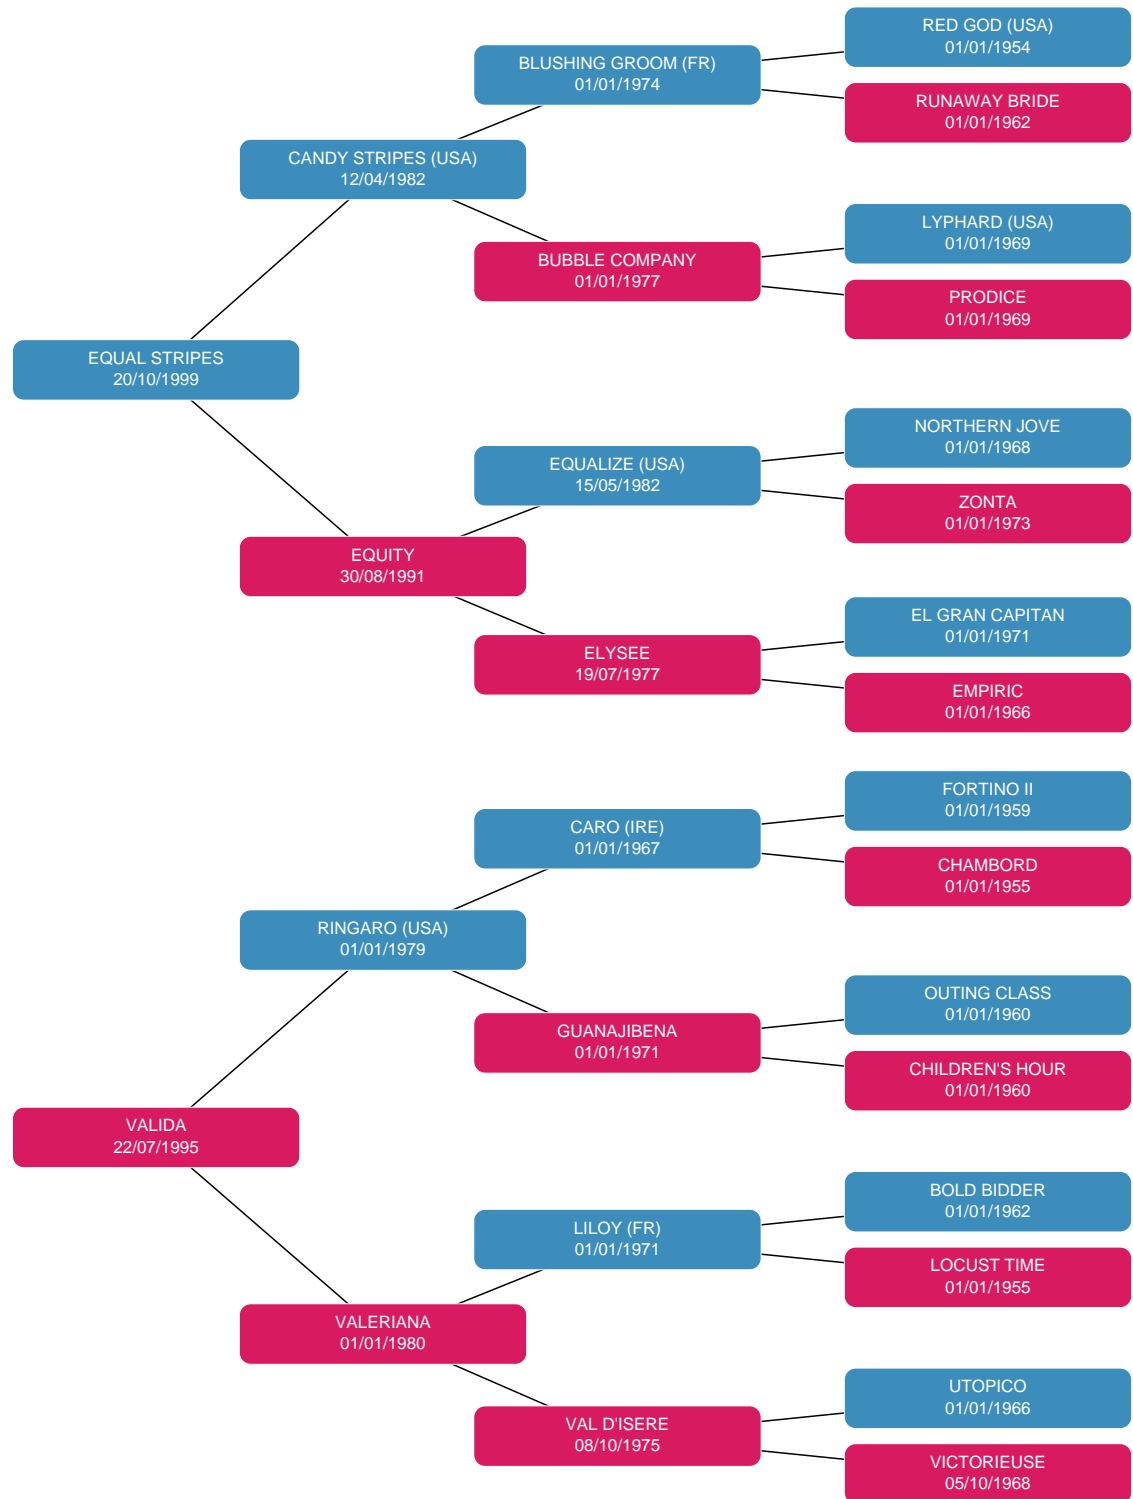 RED GOD (USA)
01/01/1954
BLUSHING GROOM (FR)
01/01/1974
RUNAWAY BRIDE
01/01/1962
CANDY STRIPES (USA)
12/04/1982
LYPHARD (USA)
01/01/1969
BUBBLE COMPANY
01/01/1977
PRODICE
01/01/1969
EQUAL STRIPES
20/10/1999
NORTHERN JOVE
01/01/1968
EQUALIZE (USA)
15/05/1982
ZONTA
01/01/1973
EQUITY
30/08/1991
EL GRAN CAPITAN
01/01/1971
ELYSEE
19/07/1977
EMPIRIC
01/01/1966
FORTINO II
01/01/1959
CARO (IRE)
01/01/1967
CHAMBORD
01/01/1955
RINGARO (USA)
01/01/1979
OUTING CLASS
01/01/1960
GUANAJIBENA
01/01/1971
CHILDREN'S HOUR
01/01/1960
VALIDA
22/07/1995
BOLD BIDDER
01/01/1962
LILOY (FR)
01/01/1971
LOCUST TIME
01/01/1955
VALERIANA
01/01/1980
UTOPICO
01/01/1966
VAL D'ISERE
08/10/1975
VICTORIEUSE
05/10/1968